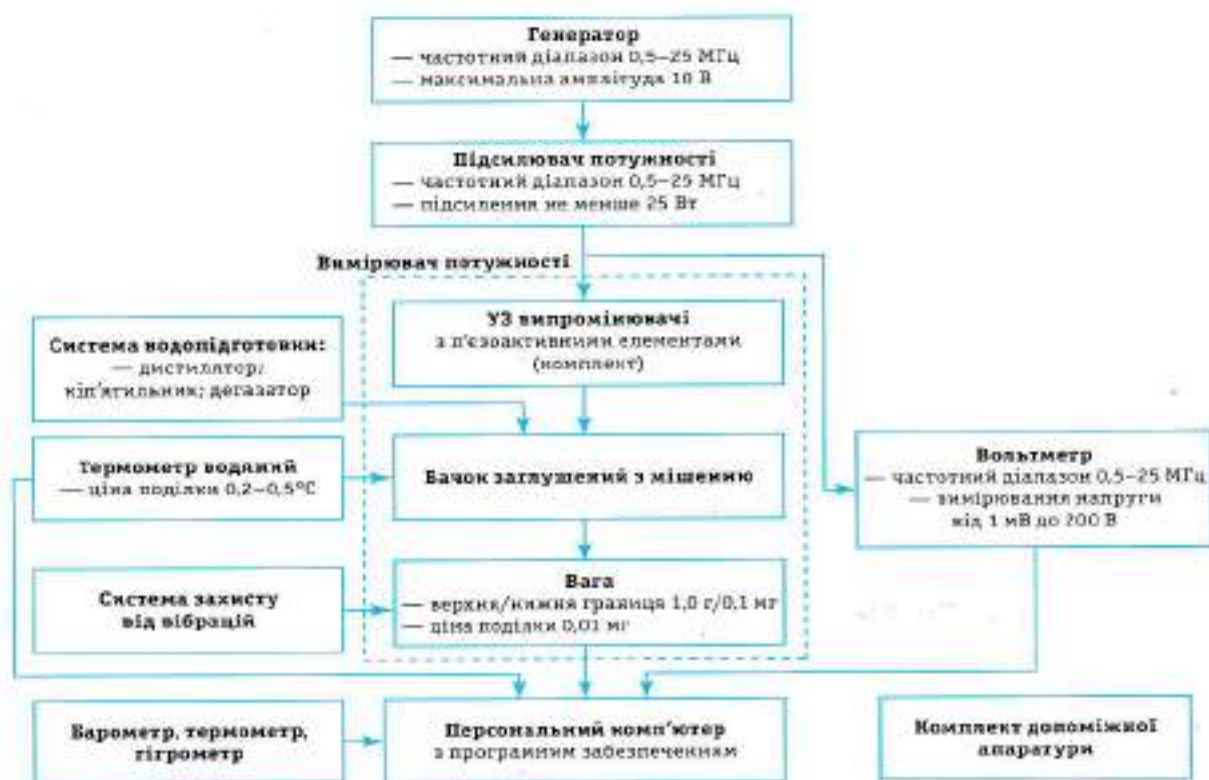 Генератор
— частотний діапазон 0,5–25 МГц
— максимальна амплітуда 10 В
Підсилювач потужності
— частотний діапазон 0,5–25 МГц
— підсилення не менше 25 Вт
Вимірювач потужності
УЗ випромінювачі
з п'єзоактивними елементами
(комплект)
Система водопідготовки:
— дистилятор;
кип'ятильник; дегазатор
Термометр водяний
— ціна поділки 0,2–0,5°С
Бачок заглушений з мішенню
Вольтметр
— частотний діапазон 0,5–25 МГц
— вимірювання напруги
від 1 мВ до 200 В
Система захисту
від вібрацій
Вага
— верхня/нижня границя 1,0 г/0,1 мг
— ціна поділки 0,01 мг
Барометр, термометр,
гігрометр
Персональний комп'ютер
з програмним забезпеченням
Комплект допоміжної
апаратури